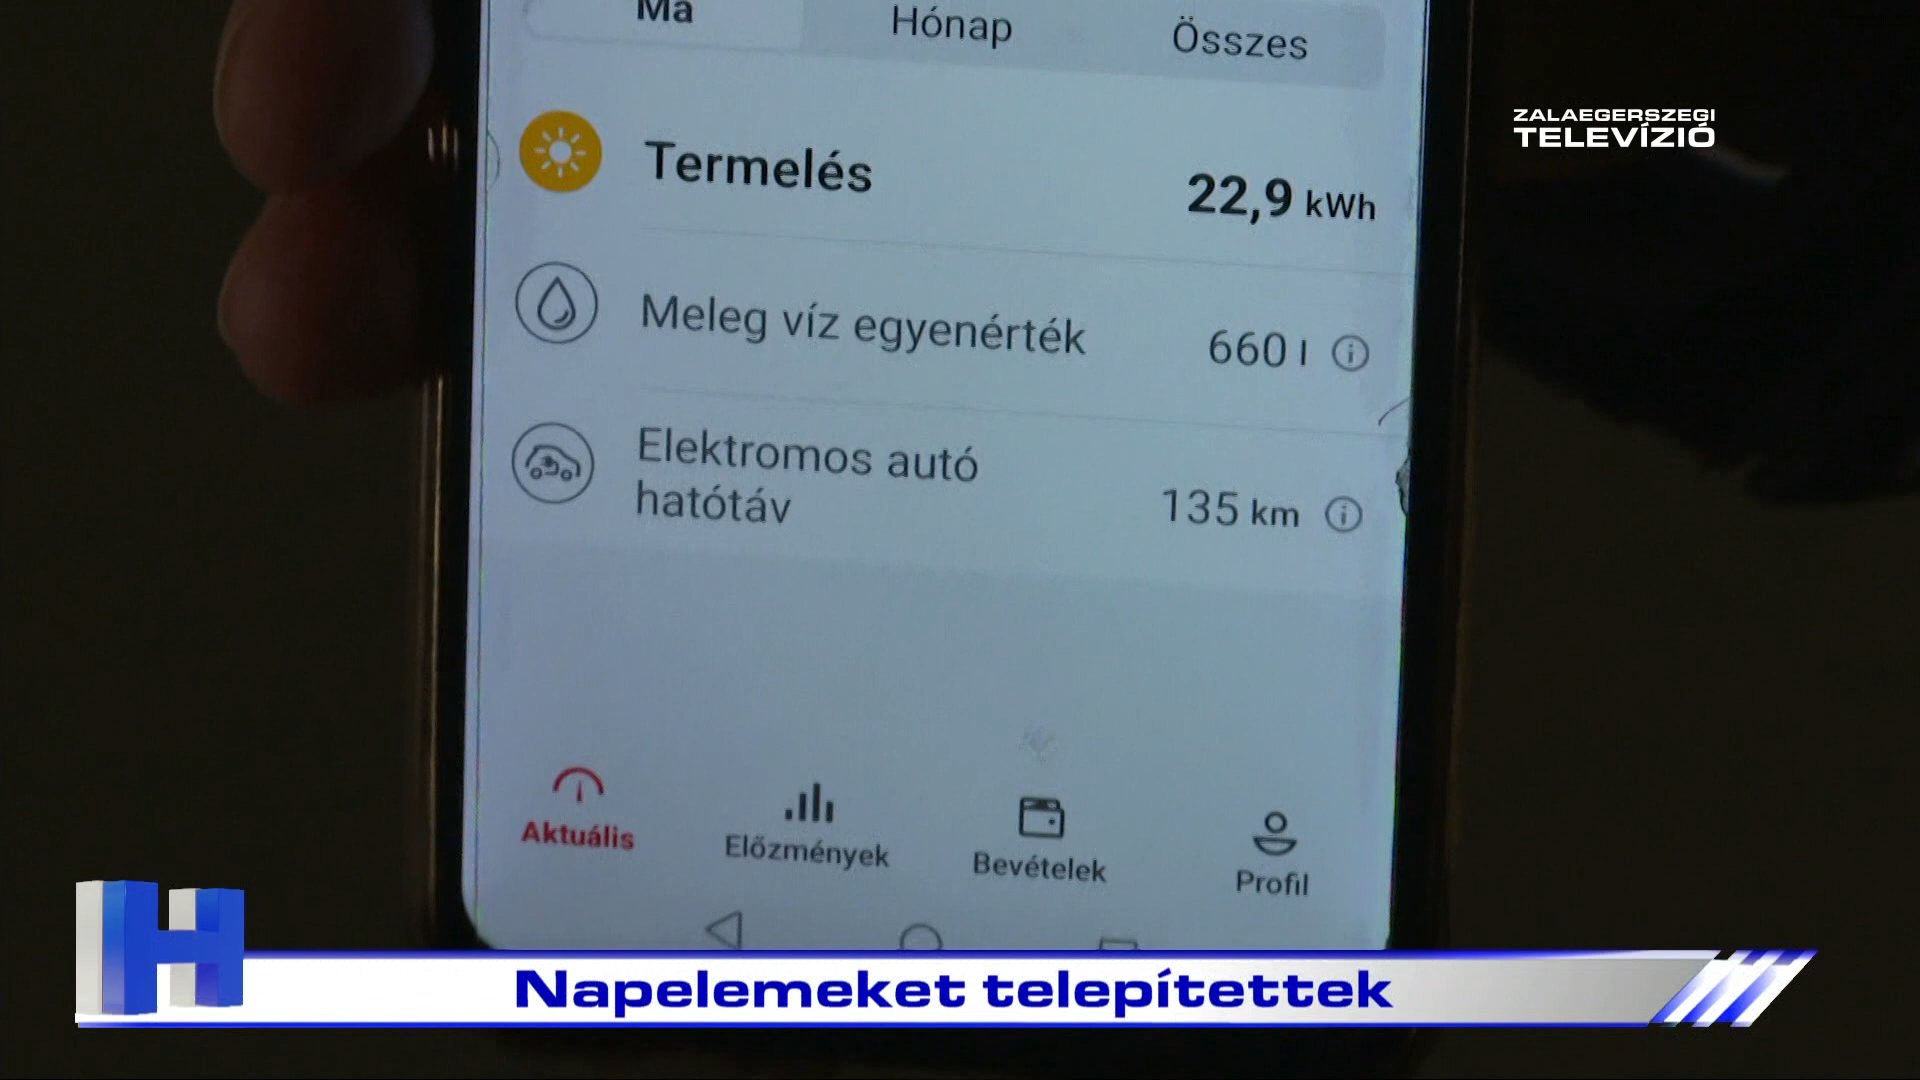 Ma
Hónap
Összes
ZALAEGERSZEGI
TELEVÍZIÓ
Termelés
22,9 kWh
Meleg víz egyenérték
660 l
Elektromos autó
hatótáv
135 km
Aktuális
Előzmények
Bevételek
Profil
H
Napelemeket telepítettek